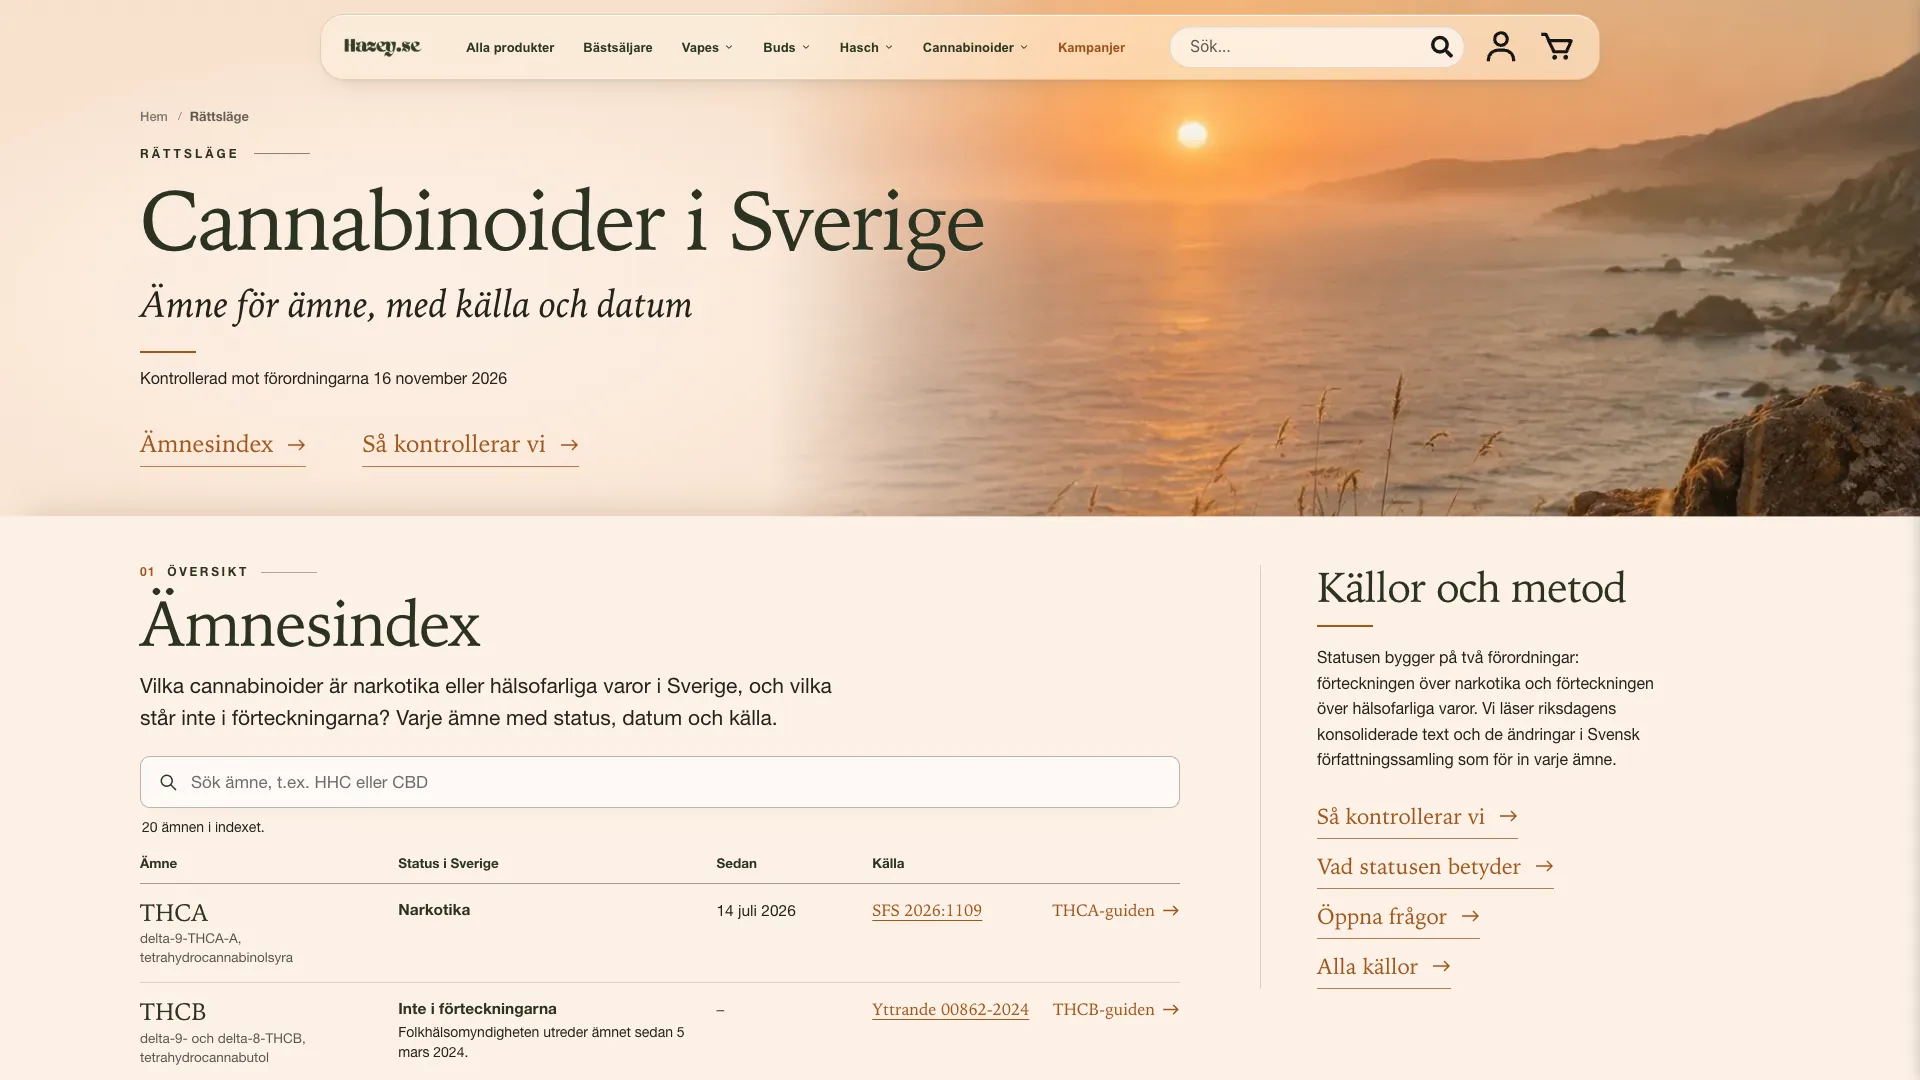 Hazey.se
Alla produkter
Bästsäljare
Vapes
Buds
Hasch
Cannabinoider
Kampanjer
Sök...
Hem / Rättsläge
RÄTTSLÄGE
Cannabinoider i Sverige
Ämne för ämne, med källa och datum
Kontrollerad mot förordningarna 16 november 2026
Ämnesindex →
Så kontrollerar vi →
01 ÖVERSIKT
Ämnesindex
Vilka cannabinoider är narkotika eller hälsofarliga varor i Sverige, och vilka
står inte i förteckningarna? Varje ämne med status, datum och källa.
Sök ämne, t.ex. HHC eller CBD
20 ämnen i indexet.
Ämne Status i Sverige Sedan Källa
THCA Narkotika 14 juli 2026 SFS 2026:1109 THCA-guiden →
delta-9-THCA-A,
tetrahydrocannabinolsyra
THCB Inte i förteckningarna – Yttrande 00862-2024 THCB-guiden →
delta-9- och delta-8-THCB,
tetrahydrocannabutol
Folkhälsomyndigheten utreder ämnet sedan 5
mars 2024.
Källor och metod
Statusen bygger på två förordningar:
förteckningen över narkotika och förteckningen
över hälsofarliga varor. Vi läser riksdagens
konsoliderade text och de ändringar i Svensk
författningssamling som för in varje ämne.
Så kontrollerar vi →
Vad statusen betyder →
Öppna frågor →
Alla källor →